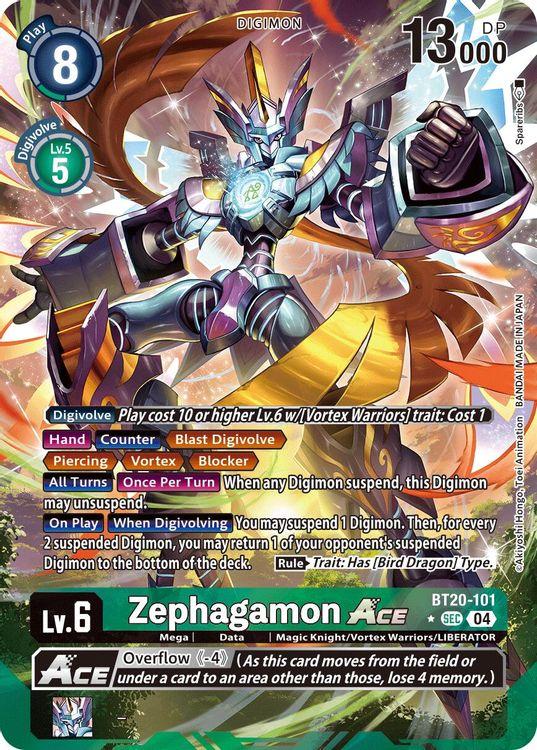 DIGIMON
Play
8
13000 DP
Digivolve
Lv.5
5
Spareribs
Digivolve Play cost 10 or higher Lv.6 w/[Vortex Warriors] trait: Cost 1
Hand Counter Blast Digivolve
Piercing Vortex Blocker
All Turns Once Per Turn When any Digimon suspend, this Digimon
may unsuspend.
On Play When Digivolving You may suspend 1 Digimon. Then, for every
2 suspended Digimon, you may return 1 of your opponent's suspended
Digimon to the bottom of the deck. Rule Trait: Has [Bird Dragon] Type.
©Akiyoshi Hongo, Toei Animation BANDAI MADE IN JAPAN
BT20-101
Lv.6 Zephagamon ACE SEC 04
Mega | Data | Magic Knight/Vortex Warriors/LIBERATOR
ACE Overflow《-4》(As this card moves from the field or
under a card to an area other than those, lose 4 memory.)
–